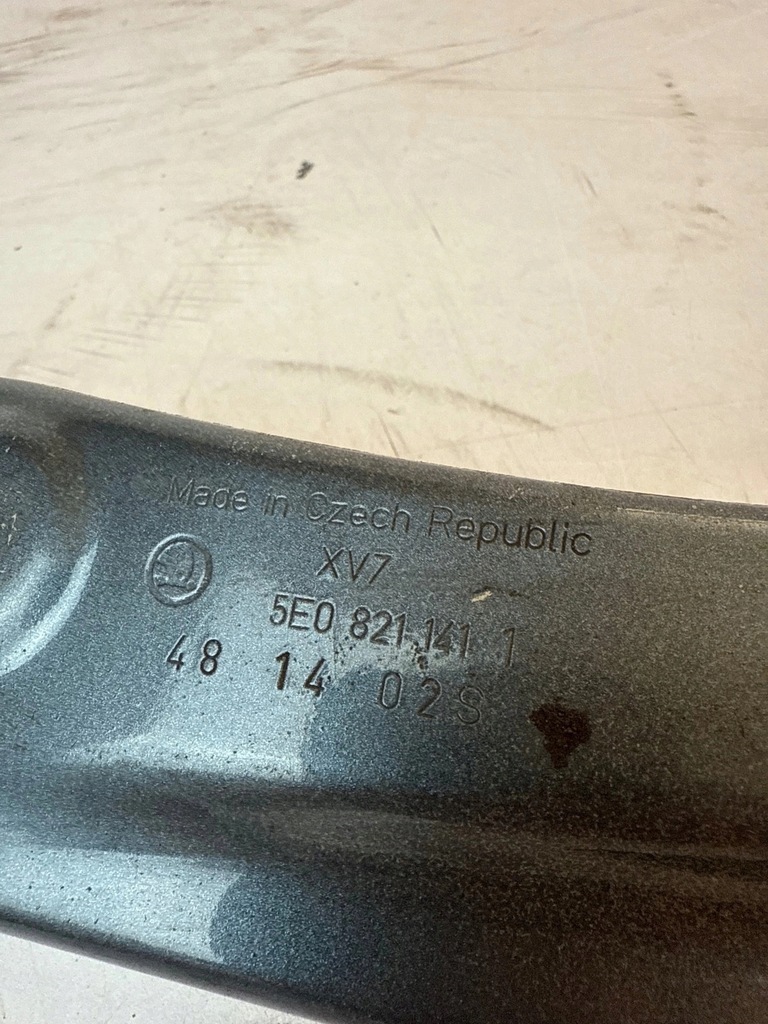 Made in Czech Republic
XV7
5E0 821 141 1
48 14 02S